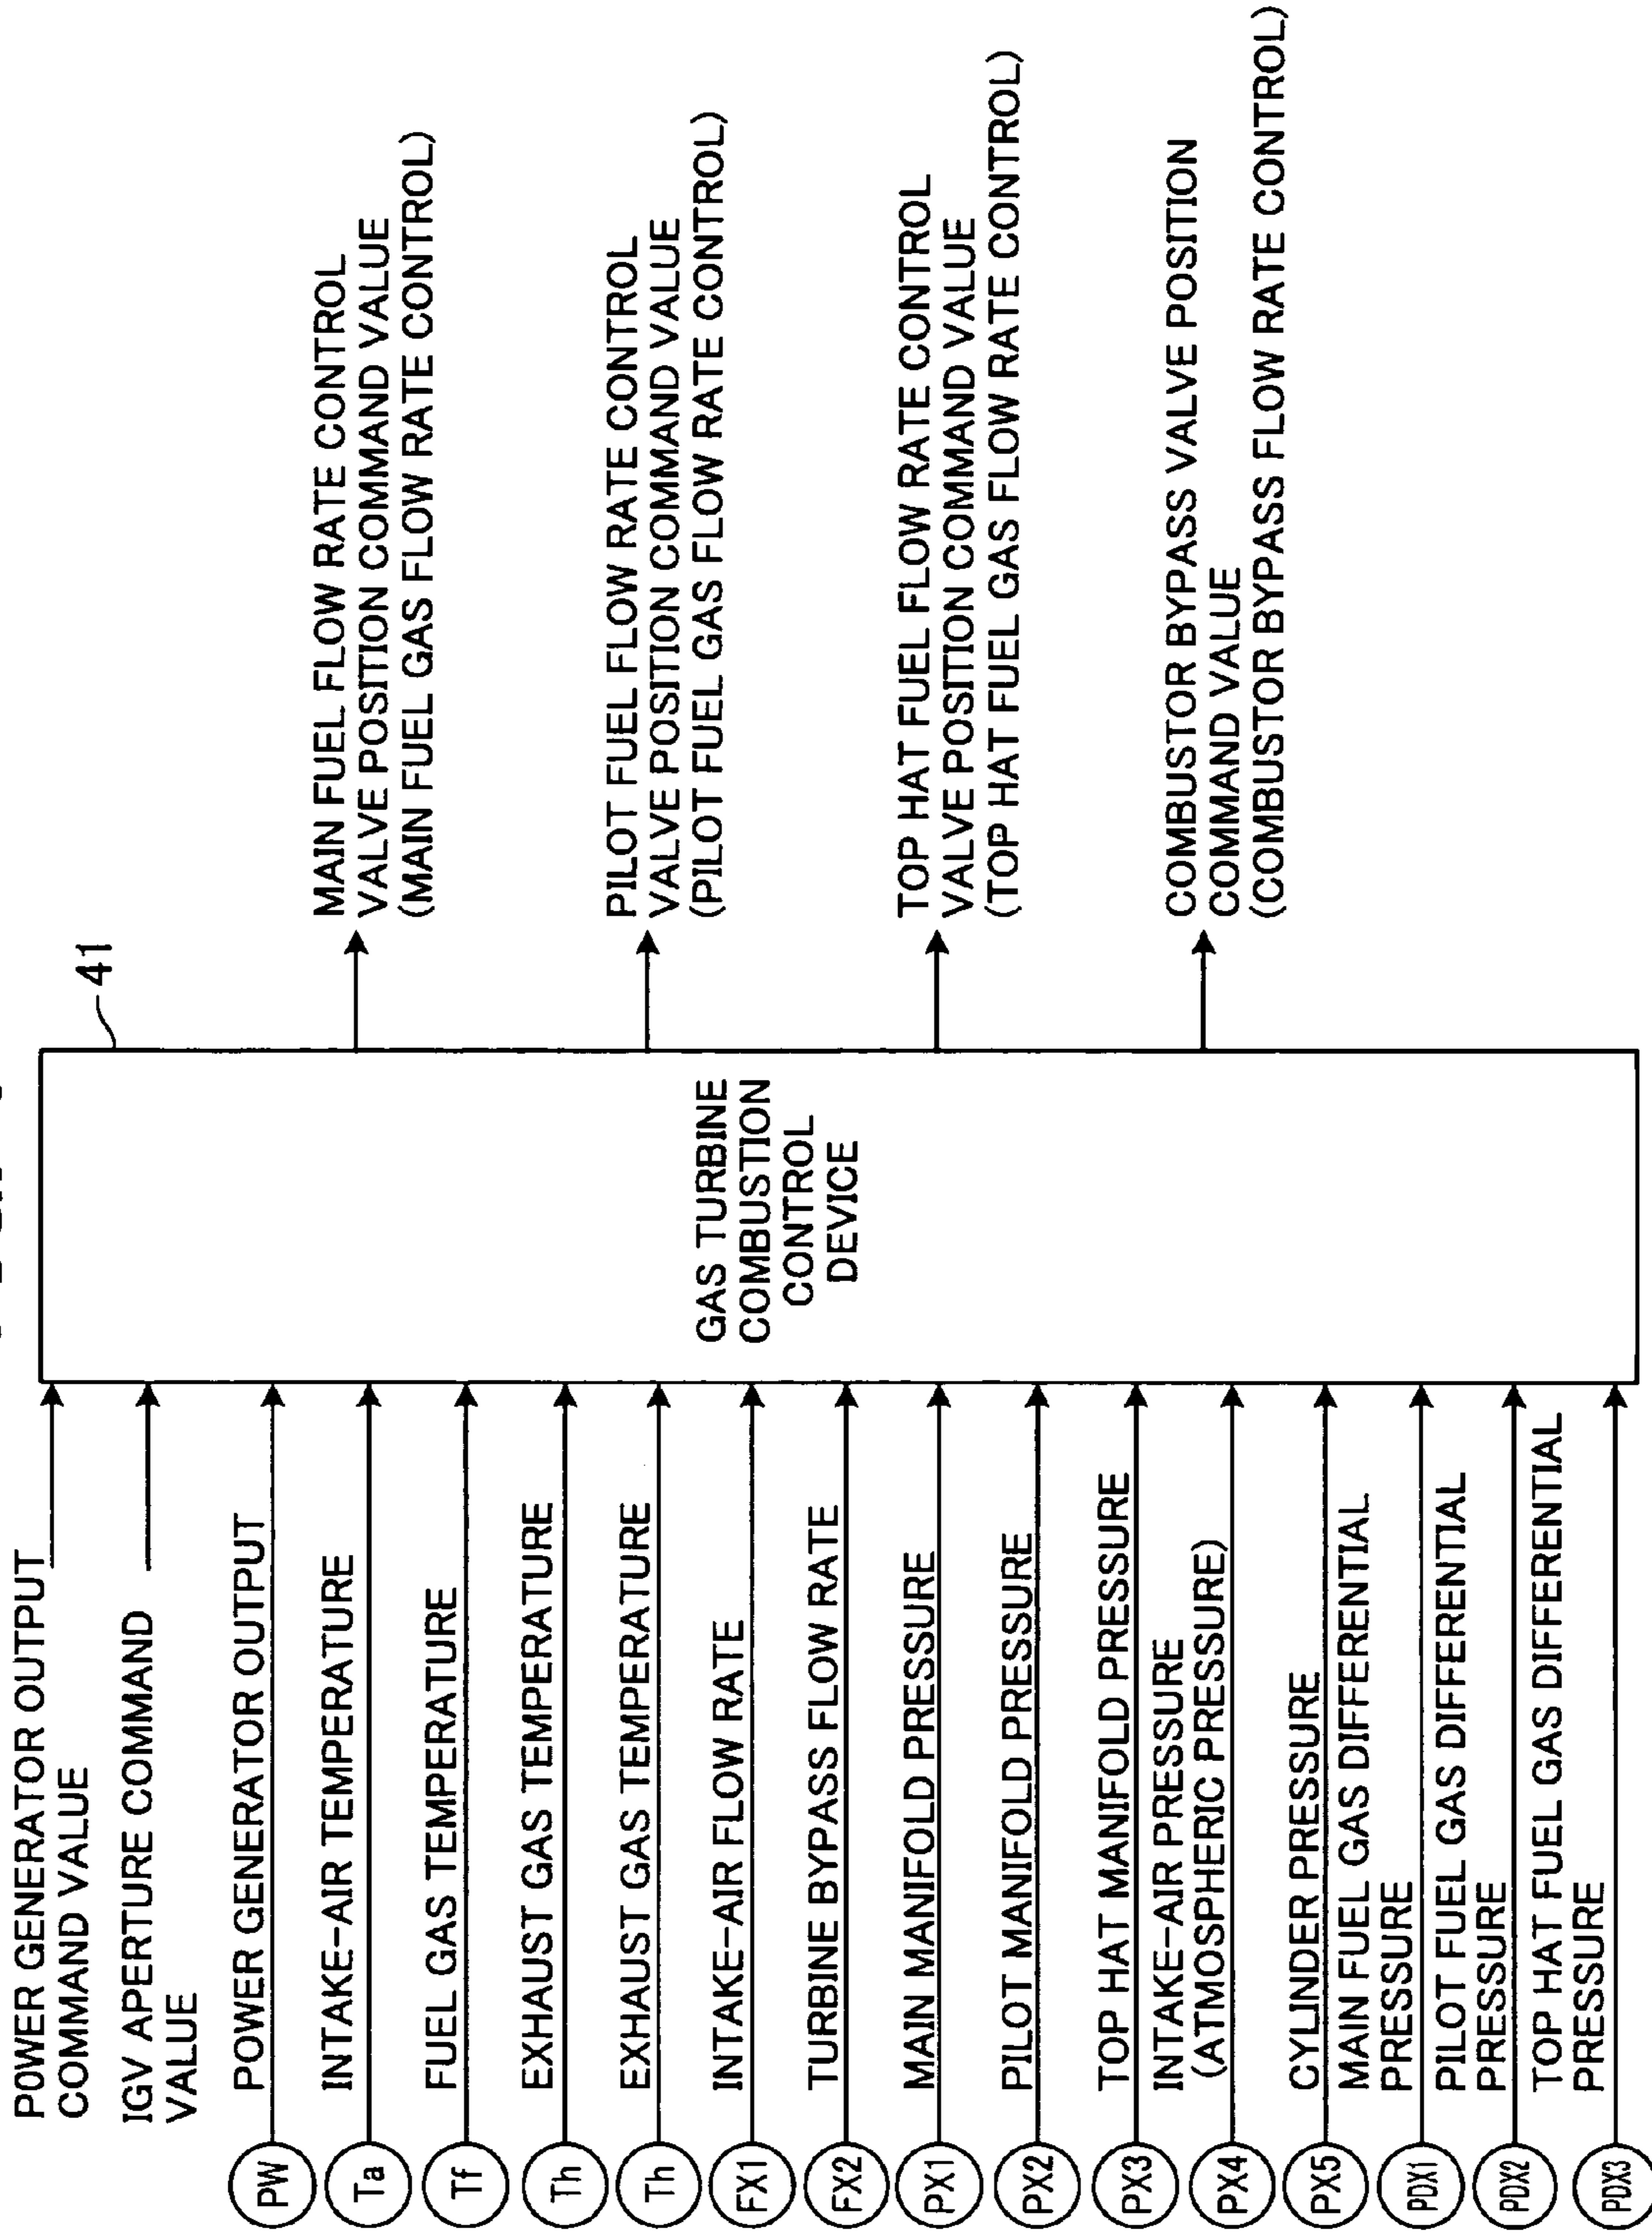 POWER GENERATOR OUTPUT
COMMAND VALUE
IGV APERTURE COMMAND
VALUE
PW
POWER GENERATOR OUTPUT
Ta
INTAKE-AIR TEMPERATURE
Tf
FUEL GAS TEMPERATURE
Th
EXHAUST GAS TEMPERATURE
Th
EXHAUST GAS TEMPERATURE
FX1
INTAKE-AIR FLOW RATE
FX2
TURBINE BYPASS FLOW RATE
PX1
MAIN MANIFOLD PRESSURE
PX2
PILOT MANIFOLD PRESSURE
PX3
TOP HAT MANIFOLD PRESSURE
PX4
INTAKE-AIR PRESSURE
(ATMOSPHERIC PRESSURE)
PX5
CYLINDER PRESSURE
PDX1
MAIN FUEL GAS DIFFERENTIAL
PRESSURE
PDX2
PILOT FUEL GAS DIFFERENTIAL
PRESSURE
PDX3
TOP HAT FUEL GAS DIFFERENTIAL
PRESSURE
41
GAS TURBINE
COMBUSTION
CONTROL
DEVICE
MAIN FUEL FLOW RATE CONTROL
VALVE POSITION COMMAND VALUE
(MAIN FUEL GAS FLOW RATE CONTROL)
PILOT FUEL FLOW RATE CONTROL
VALVE POSITION COMMAND VALUE
(PILOT FUEL GAS FLOW RATE CONTROL)
TOP HAT FUEL FLOW RATE CONTROL
VALVE POSITION COMMAND VALUE
(TOP HAT FUEL GAS FLOW RATE CONTROL)
COMBUSTOR BYPASS VALVE POSITION
COMMAND VALUE
(COMBUSTOR BYPASS FLOW RATE CONTROL)